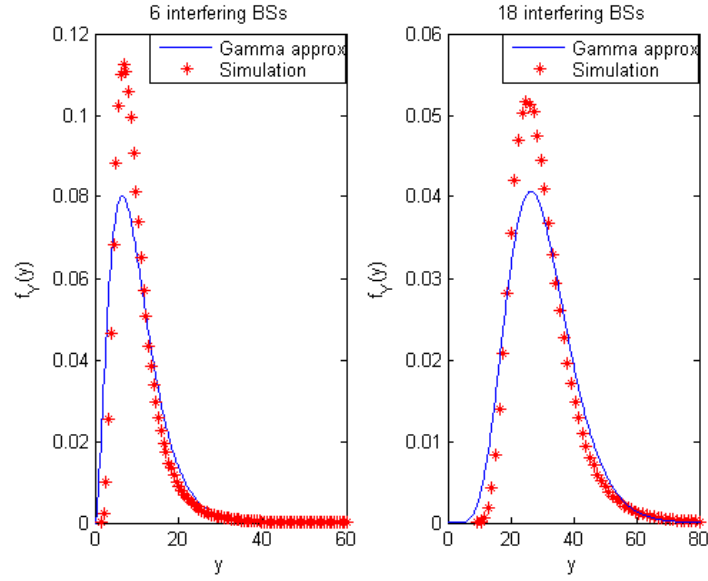 6 interfering BSs
0.12
0.1
0.08
0.06
0.04
0.02
0
0
20
40
60
f_Y(y)
y
Gamma approx
Simulation
18 interfering BSs
0.06
0.05
0.04
0.03
0.02
0.01
0
0
20
40
60
80
f_Y(y)
y
Gamma approx
Simulation